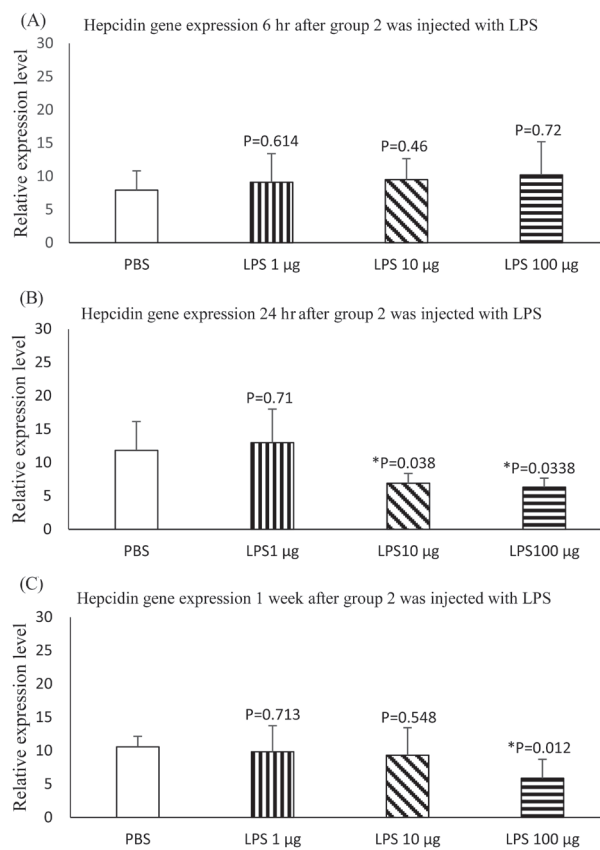 (A)
Hepcidin gene expression 6 hr after group 2 was injected with LPS
Relative expression level
30
25
20
15
10
5
0
P=0.614
P=0.46
P=0.72
PBS
LPS 1 µg
LPS 10 µg
LPS 100 µg
(B)
Hepcidin gene expression 24 hr after group 2 was injected with LPS
Relative expression level
30
25
20
15
10
5
0
P=0.71
*P=0.038
*P=0.0338
PBS
LPS1 µg
LPS10 µg
LPS100 µg
(C)
Hepcidin gene expression 1 week after group 2 was injected with LPS
Relative expression level
30
25
20
15
10
5
0
P=0.713
P=0.548
*P=0.012
PBS
LPS 1 µg
LPS 10 µg
LPS 100 µg